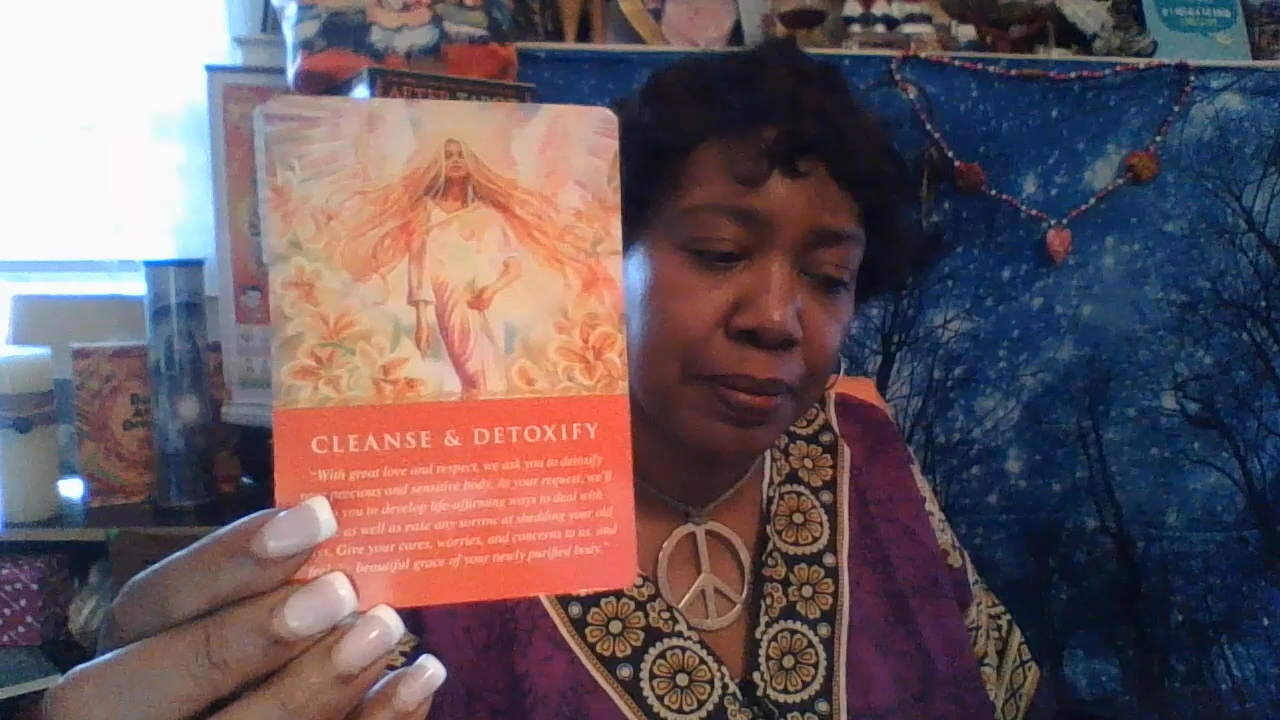 AFTER
CLEANSE & DETOXIFY
"With great love and respect, we ask you to detoxify
precious and sensitive body. At your request, we'll
you to develop life-affirming ways to deal with
as well as ease any sorrow at shedding your old
Give your cares, worries, and concerns to us, and
beautiful grace of your newly purified body."